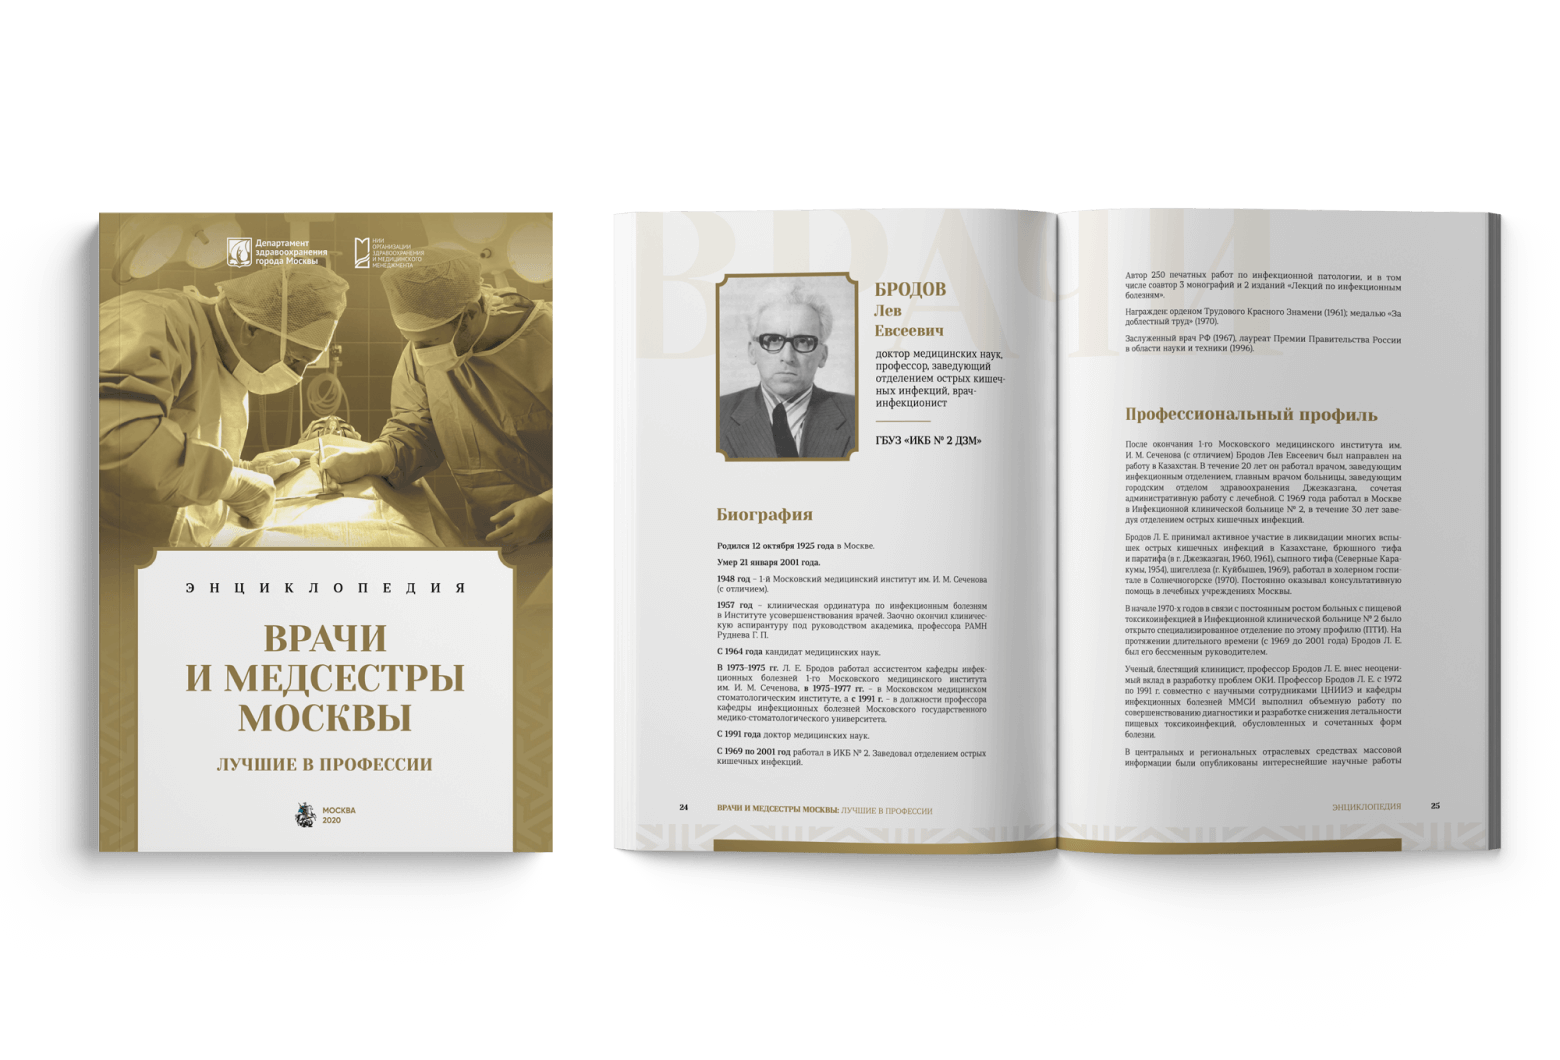 Департамент
здравоохранения
города Москвы
НИИ
ОРГАНИЗАЦИИ
ЗДРАВООХРАНЕНИЯ
И МЕДИЦИНСКОГО
МЕНЕДЖМЕНТА
ЭНЦИКЛОПЕДИЯ
ВРАЧИ
И МЕДСЕСТРЫ
МОСКВЫ
ЛУЧШИЕ В ПРОФЕССИИ
МОСКВА
2020
ВРАЧИ
БРОДОВ
Лев
Евсеевич
доктор медицинских наук,
профессор, заведующий
отделением острых кишеч-
ных инфекций, врач-
инфекционист
ГБУЗ «ИКБ № 2 ДЗМ»
Биография
Родился 12 октября 1925 года в Москве.
Умер 21 января 2001 года.
1948 год – 1-й Московский медицинский институт им. И. М. Сеченова
(с отличием).
1957 год – клиническая ординатура по инфекционным болезням
в Институте усовершенствования врачей. Заочно окончил клиничес-
кую аспирантуру под руководством академика, профессора РАМН
Руднева Г. П.
С 1964 года кандидат медицинских наук.
В 1973–1975 гг. Л. Е. Бродов работал ассистентом кафедры инфек-
ционных болезней 1-го Московского медицинского института
им. И. М. Сеченова, в 1975–1977 гг. – в Московском медицинском
стоматологическом институте, а с 1991 г. – в должности профессора
кафедры инфекционных болезней Московского государственного
медико-стоматологического университета.
С 1991 года доктор медицинских наук.
С 1969 по 2001 год работал в ИКБ № 2. Заведовал отделением острых
кишечных инфекций.
24 ВРАЧИ И МЕДСЕСТРЫ МОСКВЫ: ЛУЧШИЕ В ПРОФЕССИИ
Автор 250 печатных работ по инфекционной патологии, и в том
числе соавтор 3 монографий и 2 изданий «Лекций по инфекционным
болезням».
Награжден: орденом Трудового Красного Знамени (1961); медалью «За
доблестный труд» (1970).
Заслуженный врач РФ (1967), лауреат Премии Правительства России
в области науки и техники (1996).
Профессиональный профиль
После окончания 1-го Московского медицинского института им.
И. М. Сеченова (с отличием) Бродов Лев Евсеевич был направлен на
работу в Казахстан. В течение 20 лет он работал врачом, заведующим
инфекционным отделением, главным врачом больницы, заведующим
городским отделом здравоохранения Джезказгана, сочетая
административную работу с лечебной. С 1969 года работал в Москве
в Инфекционной клинической больнице № 2, в течение 30 лет заве-
дуя отделением острых кишечных инфекций.
Бродов Л. Е. принимал активное участие в ликвидации многих вспы-
шек острых кишечных инфекций в Казахстане, брюшного тифа
и паратифа (в г. Джезказган, 1960, 1961), сыпного тифа (Северные Кара-
кумы, 1954), шигеллеза (г. Куйбышев, 1969), работал в холерном госпи-
тале в Солнечногорске (1970). Постоянно оказывал консультативную
помощь в лечебных учреждениях Москвы.
В начале 1970-х годов в связи с постоянным ростом больных с пищевой
токсикоинфекцией в Инфекционной клинической больнице № 2 было
открыто специализированное отделение по этому профилю (ПТИ). На
протяжении длительного времени (с 1969 до 2001 года) Бродов Л. Е.
был его бессменным руководителем.
Ученый, блестящий клиницист, профессор Бродов Л. Е. внес неоцени-
мый вклад в разработку проблем ОКИ. Профессор Бродов Л. Е. с 1972
по 1991 г. совместно с научными сотрудниками ЦНИИЭ и кафедры
инфекционных болезней ММСИ выполнил объемную работу по
совершенствованию диагностики и разработке снижения летальности
пищевых токсикоинфекций, обусловленных и сочетанных форм
болезни.
В центральных и региональных отраслевых средствах массовой
информации были опубликованы интереснейшие научные работы
ЭНЦИКЛОПЕДИЯ 25